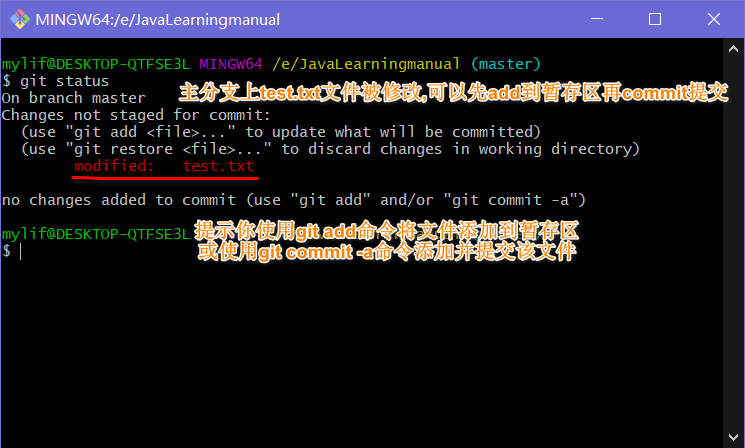 MINGW64:/e/JavaLearningmanual
mylif@DESKTOP-QTFSE3L MINGW64 /e/JavaLearningmanual (master)
$ git status
主分支上test.txt文件被修改,可以先add到暂存区再commit提交
On branch master
Changes not staged for commit:
(use "git add <file>..." to update what will be committed)
(use "git restore <file>..." to discard changes in working directory)
modified:   test.txt
no changes added to commit (use "git add" and/or "git commit -a")
提示你使用git add命令将文件添加到暂存区
mylif@DESKTOP-QTFSE3L
或使用git commit -a命令添加并提交该文件
$